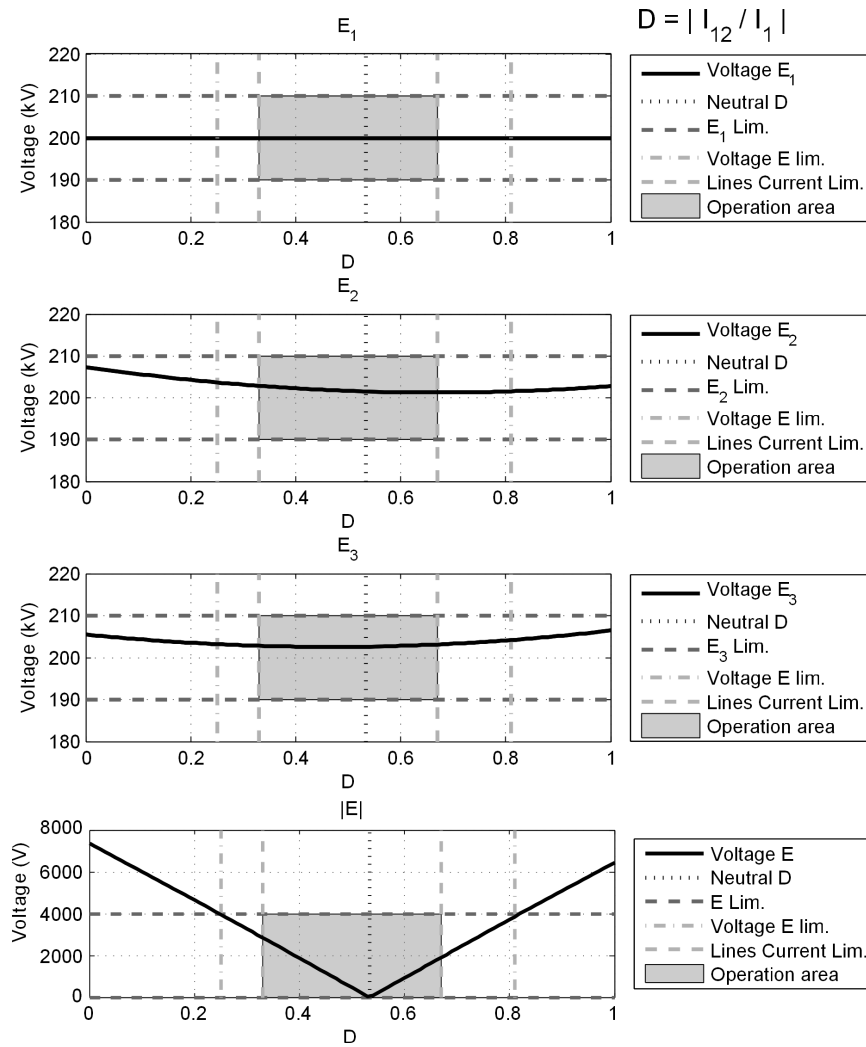 E1
D = | I12 / I1 |
Voltage (kV)
220
210
200
190
180
0
0.2
0.4
0.6
0.8
1
D
Voltage E1
Neutral D
E1 Lim.
Voltage E lim.
Lines Current Lim.
Operation area
E2
Voltage (kV)
220
210
200
190
180
0
0.2
0.4
0.6
0.8
1
D
Voltage E2
Neutral D
E2 Lim.
Voltage E lim.
Lines Current Lim.
Operation area
E3
Voltage (kV)
220
210
200
190
180
0
0.2
0.4
0.6
0.8
1
D
Voltage E3
Neutral D
E3 Lim.
Voltage E lim.
Lines Current Lim.
Operation area
|E|
Voltage (V)
8000
6000
4000
2000
0
0
0.2
0.4
0.6
0.8
1
D
Voltage E
Neutral D
E Lim.
Voltage E lim.
Lines Current Lim.
Operation area